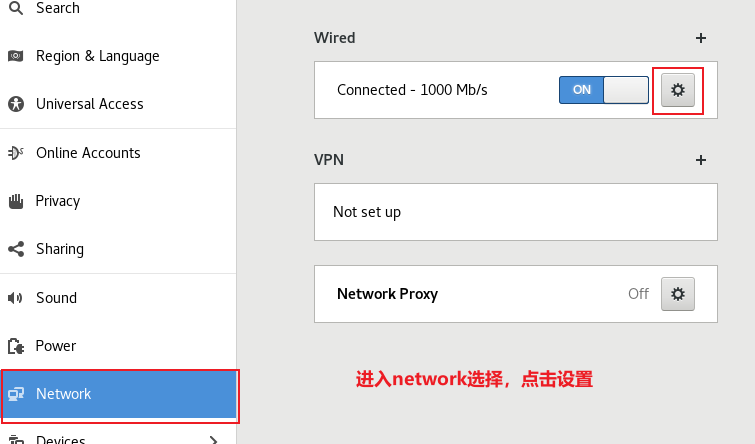 Search
Region & Language
Universal Access
Online Accounts
Privacy
Sharing
Sound
Power
Network
Devices
Wired
Connected - 1000 Mb/s
ON
VPN
Not set up
Network Proxy
Off
进入network选择，点击设置